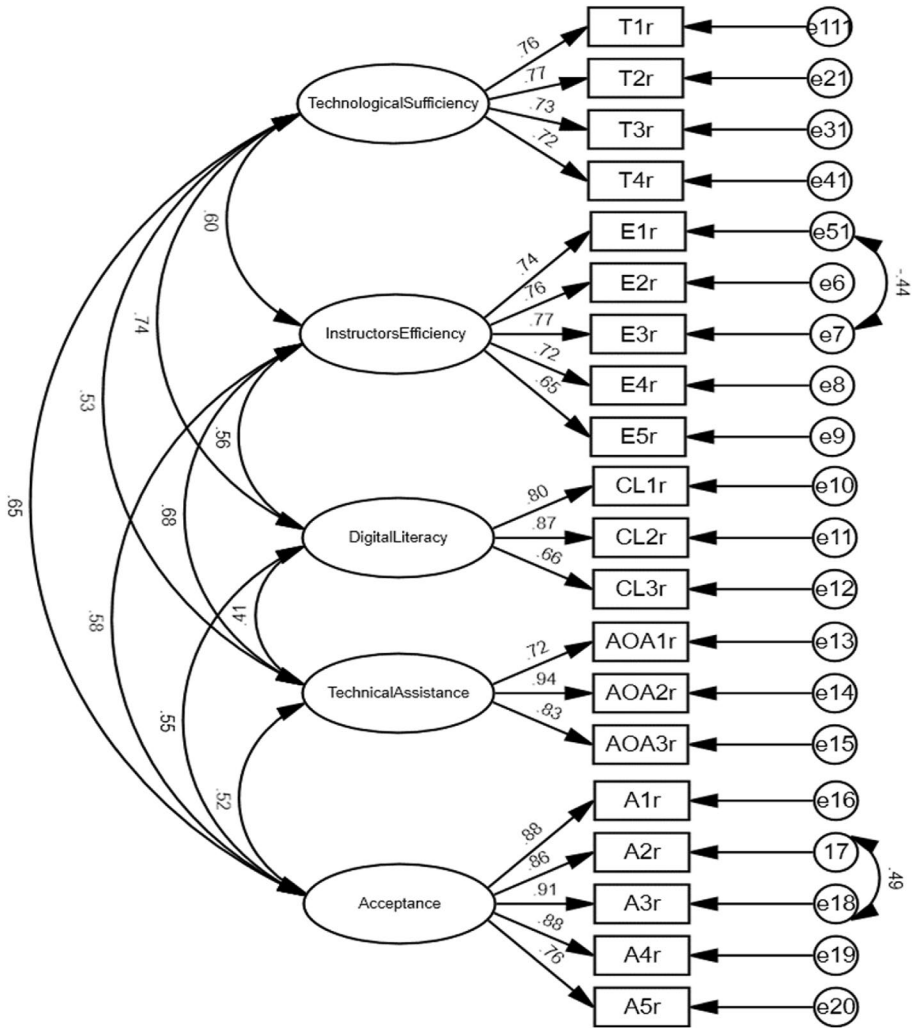 T1r
e111
.76
T2r
e21
.77
TechnologicalSufficiency
T3r
e31
.73
T4r
e41
.72
E1r
e51
.60
.74
E2r
e6
.76
-.44
InstructorsEfficiency
E3r
e7
.77
.74
E4r
e8
.72
.65
.53
E5r
e9
.56
CL1r
e10
.80
.65
.68
DigitalLiteracy
CL2r
e11
.87
CL3r
e12
.66
.58
.41
AOA1r
e13
.72
TechnicalAssistance
AOA2r
e14
.94
.55
AOA3r
e15
.83
.52
A1r
e16
.88
A2r
17
.86
Acceptance
A3r
e18
.91
.49
A4r
e19
.88
A5r
e20
.76